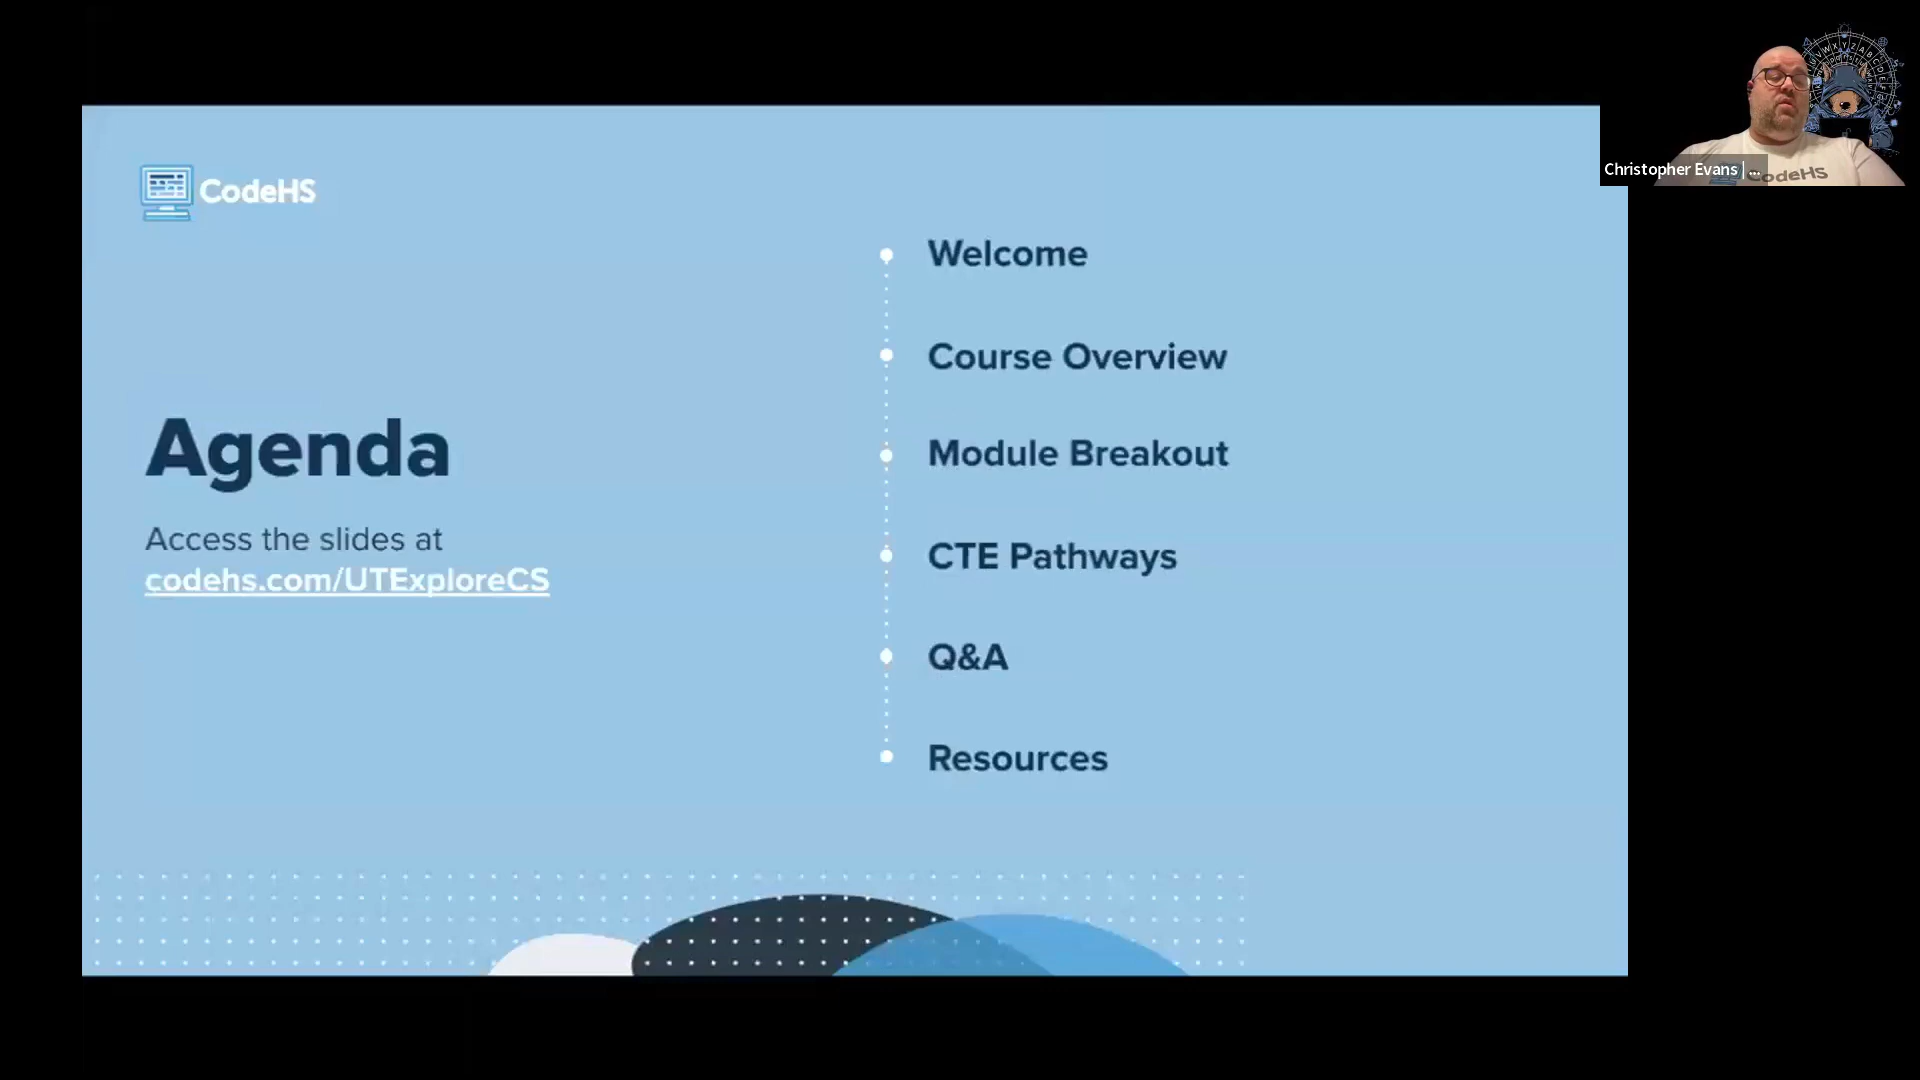 CodeHS
Agenda
Access the slides at
codehs.com/UTExploreCS
Welcome
Course Overview
Module Breakout
CTE Pathways
Q&A
Resources
Christopher Evans | ...
CodeHS